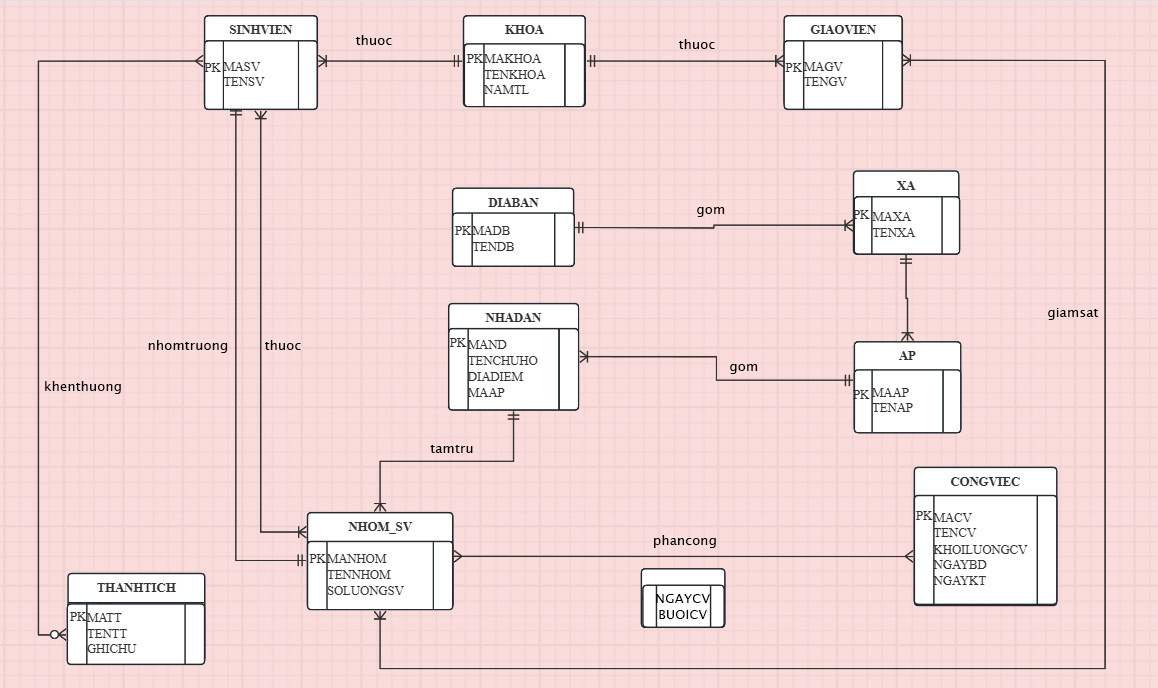 SINHVIEN
PK MASV
TENSV
thuoc
KHOA
PK MAKHOA
TENKHOA
NAMTL
thuoc
GIAOVIEN
PK MAGV
TENGV
DIABAN
PK MADB
TENDB
gom
XA
PK MAXA
TENXA
giamsat
NHADAN
PK MAND
TENCHUHO
DIADIEM
MAAP
gom
AP
PK MAAP
TENAP
nhomtruong
thuoc
khenthuong
tamtru
NHOM_SV
PK MANHOM
TENNHOM
SOLUONGSV
phancong
CONGVIEC
PK MACV
TENCV
KHOILUONGCV
NGAYBD
NGAYKT
NGAYCV
BUOICV
THANHTICH
PK MATT
TENTT
GHICHU